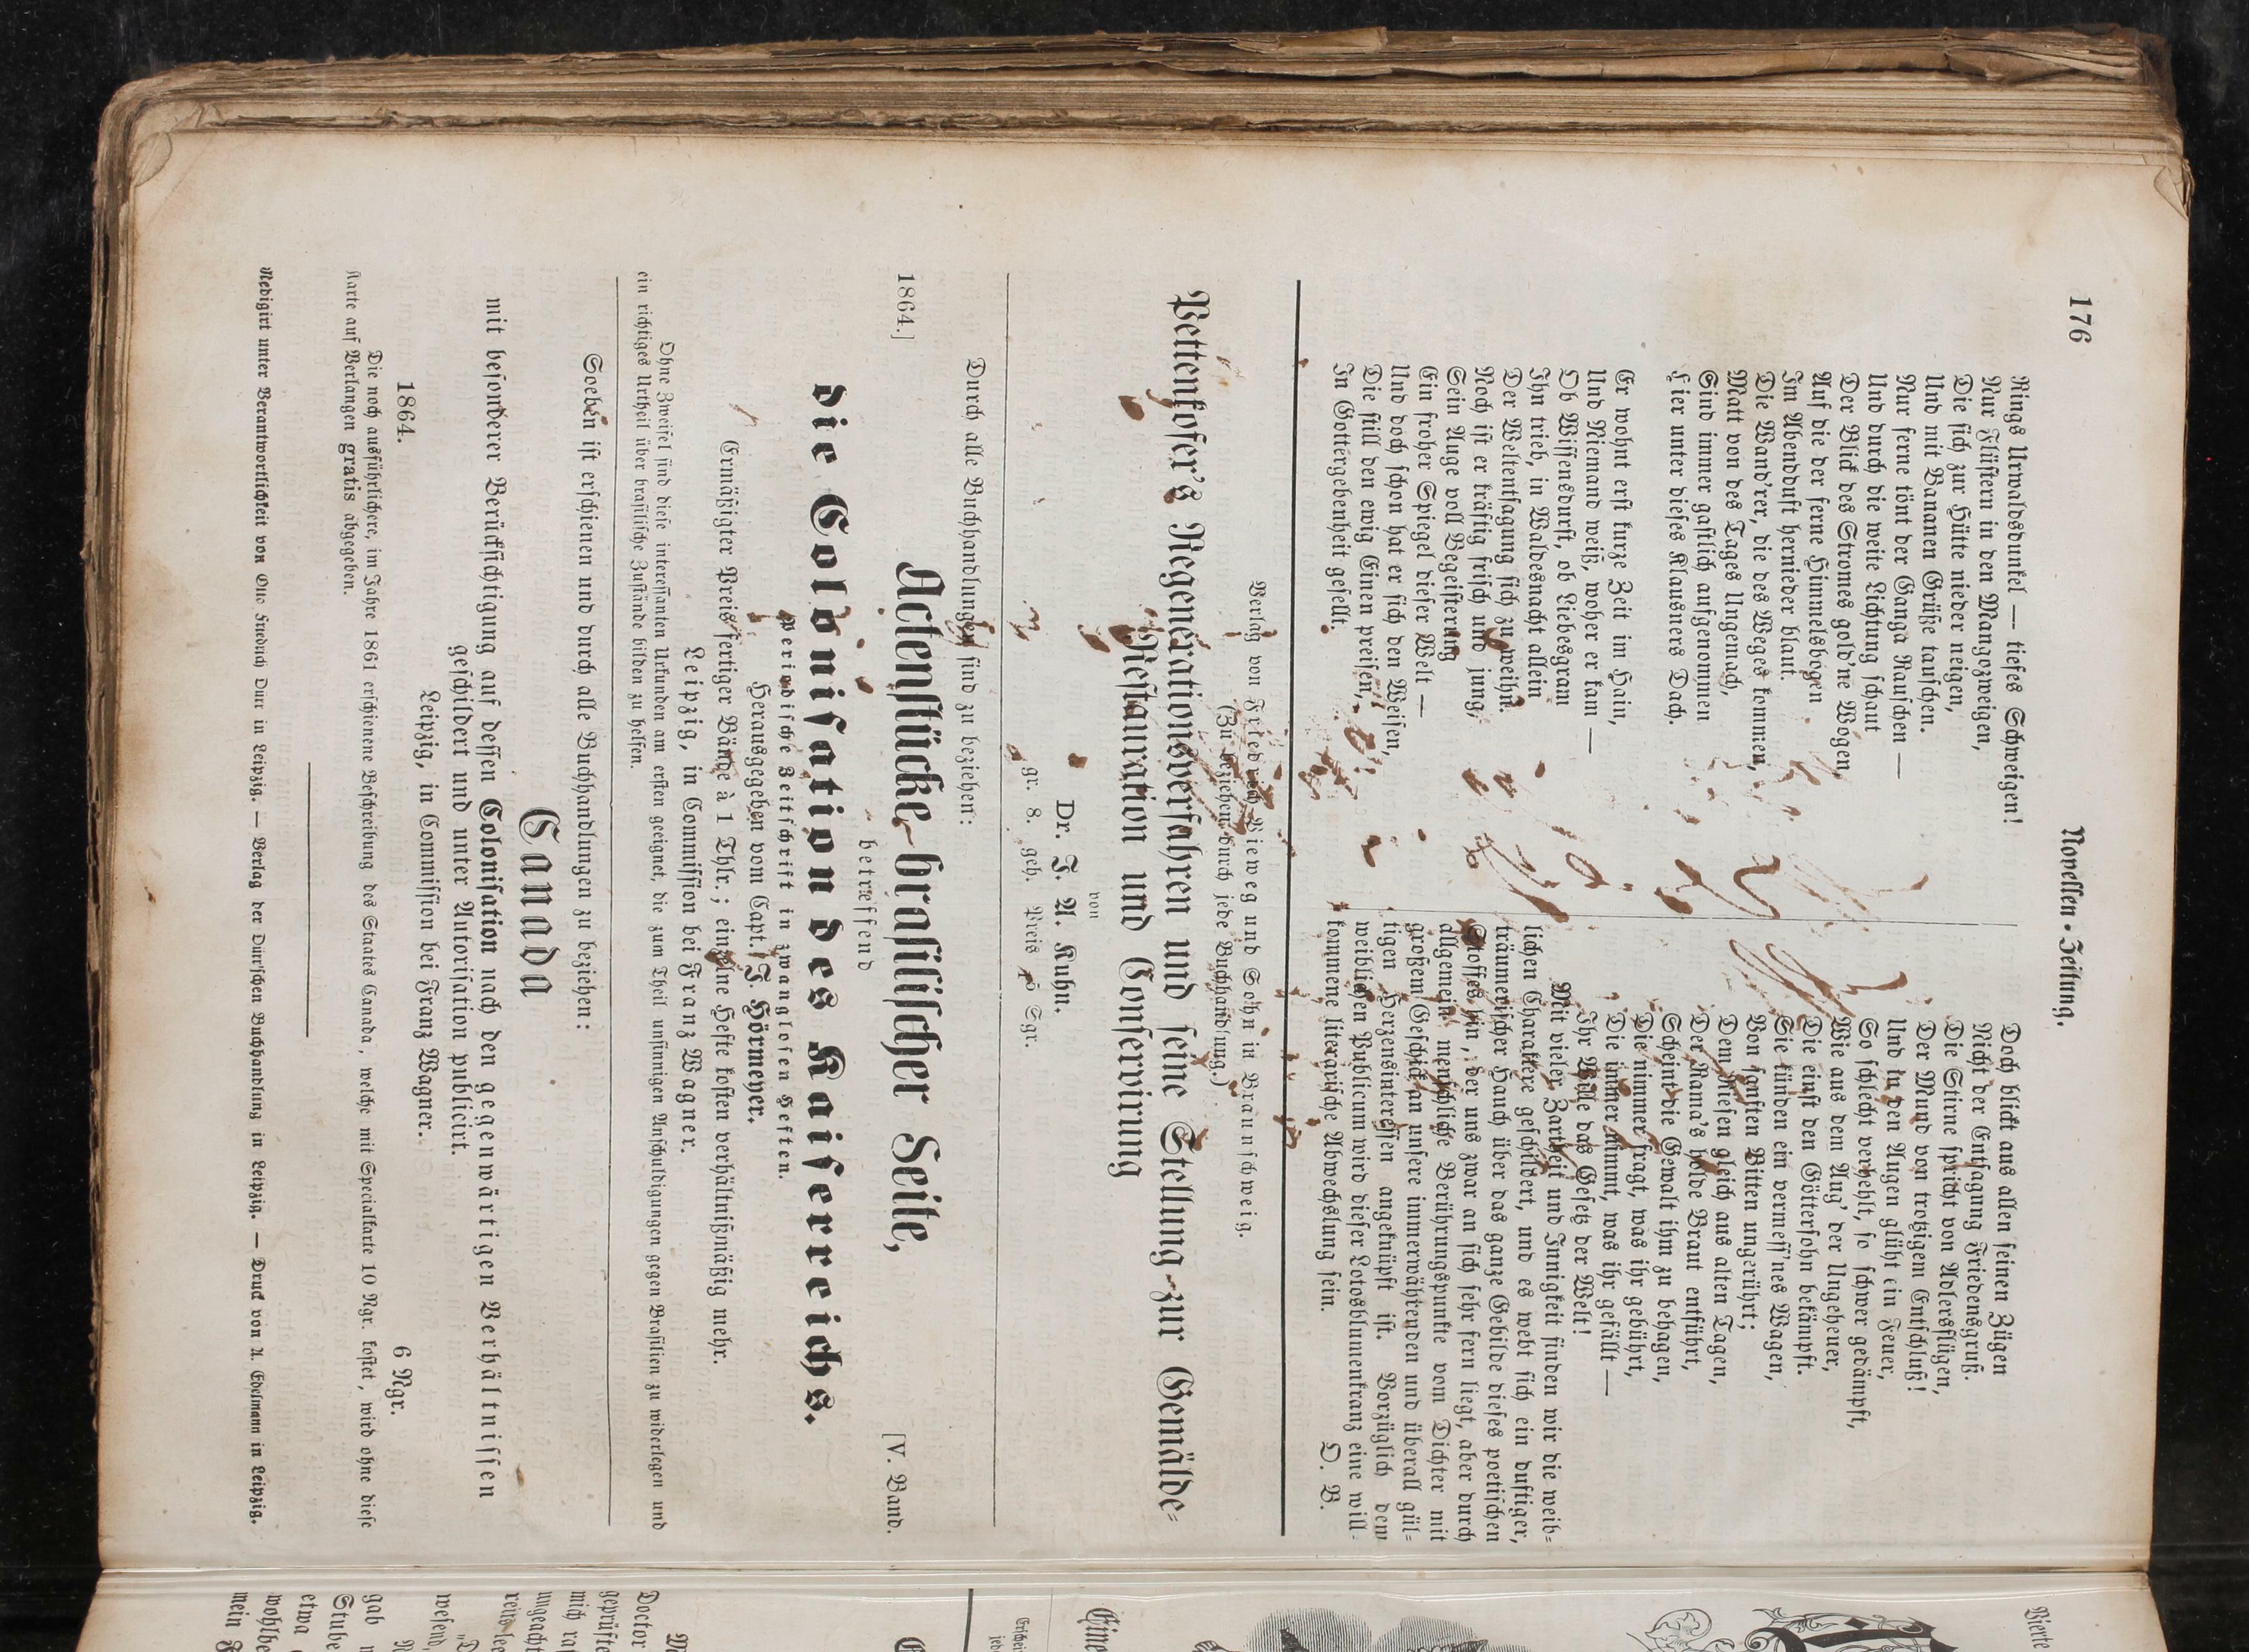 176
Novellen-Zeitung.
Rings Urwaldsdunkel — tiefes Schweigen!
Nur Flüstern in den Mangozweigen,
Die sich zur Hütte nieder neigen,
Und mit Bananen Grüße tauschen.
Nur ferne tönt der Ganga Rauschen —
Und durch die weite Lichtung schaut
Der Blick des Stromes gold'ne Wogen,
Auf die der ferne Himmelsbogen
Im Abendduft hernieder blaut.
Die Wand'rer, die des Weges kommen,
Matt von des Tages Ungemach,
Sind immer gastlich aufgenommen
Hier unter dieses Klausners Dach.
Er wohnt erst kurze Zeit im Hain,
Und Niemand weiß, woher er kam —
Ob Wissensdurst, ob Liebesgram
Ihn trieb, in Waldesnacht allein
Der Weltentsagung sich zu weihn.
Noch ist er kräftig frisch und jung,
Sein Auge voll Begeisterung
Ein froher Spiegel dieser Welt —
Und doch schon hat er sich den Weisen,
Die still den ewig Einen preisen,
In Gottergebenheit gesellt.
Doch blickt aus allen seinen Zügen
Nicht der Entsagung Friedensgruß.
Die Stirne spricht von Adlersflügen,
Der Mund von trotzigem Entschluß!
Und in den Augen glüht ein Feuer,
So schlecht verhehlt, so schwer gedämpft,
Wie aus dem Aug' der Ungeheuer,
Die einst den Göttersohn bekämpft.
Sie künden ein vermess'nes Wagen,
Von sanften Bitten ungerührt;
Dem Riesen gleich aus alten Tagen,
Der Rama's holde Braut entführt,
Scheint die Gewalt ihm zu behagen,
Die nimmer fragt, was ihr gebührt,
Die immer nimmt, was ihr gefällt —
Ihr Wille das Gesetz der Welt!
Mit vieler Zartheit und Innigkeit finden wir die weib-
lichen Charaktere geschildert, und es webt sich ein duftiger,
träumerischer Hauch über das ganze Gebilde dieses poetischen
Stoffes hin, der uns zwar an sich sehr fern liegt, aber durch
allgemein menschliche Berührungspunkte vom Dichter mit
großem Geschick an unsere immerwährenden und überall gül-
tigen Herzensinteressen angeknüpft ist. Vorzüglich dem
weiblichen Publicum wird dieser Lotosblumenkranz eine will-
kommene literarische Abwechslung sein.
O. B.
Verlag von Friedrich Vieweg und Sohn in Braunschweig.
(Zu beziehen durch jede Buchhandlung.)
Pettenkofer's Regenerationsverfahren und seine Stellung zur Gemälde-
Restauration und Conservirung
von
Dr. J. A. Kuhn.
gr. 8. geh. Preis Sgr.
Durch alle Buchhandlungen sind zu beziehen:
1864.]
Actenstücke brasilischer Seite,
[V. Band.
betreffend
die Colonisation des Kaiserreichs.
Periodische Zeitschrift in zwanglosen Heften.
Herausgegeben vom Capt. J. Hörmeyer.
Ermäßigter Preis fertiger Bände à 1 Thlr.; einzelne Hefte kosten verhältnißmäßig mehr.
Leipzig, in Commission bei Franz Wagner.
Ohne Zweifel sind diese interessanten Urkunden am ersten geeignet, die zum Theil unsinnigen Anschuldigungen gegen Brasilien zu widerlegen und
ein richtiges Urtheil über brasilische Zustände bilden zu helfen.
Soeben ist erschienen und durch alle Buchhandlungen zu beziehen:
Canada
mit besonderer Berücksichtigung auf dessen Colonisation nach den gegenwärtigen Verhältnissen
geschildert und unter Autorisation publicirt.
Leipzig, in Commission bei Franz Wagner.
1864.
6 Ngr.
Die noch ausführlichere, im Jahre 1861 erschienene Beschreibung des Staates Canada, welche mit Specialkarte 10 Ngr. kostet, wird ohne diese
Karte auf Verlangen gratis abgegeben.
Redigirt unter Verantwortlichkeit von Otto Friedrich Dürr in Leipzig. — Verlag der Dürr'schen Buchhandlung in Leipzig. — Druck von A. Edelmann in Leipzig.
Vierte
Eine
Doctor
geprüfte
wesend,
gab
Stube
etwa
wohlbe
mein